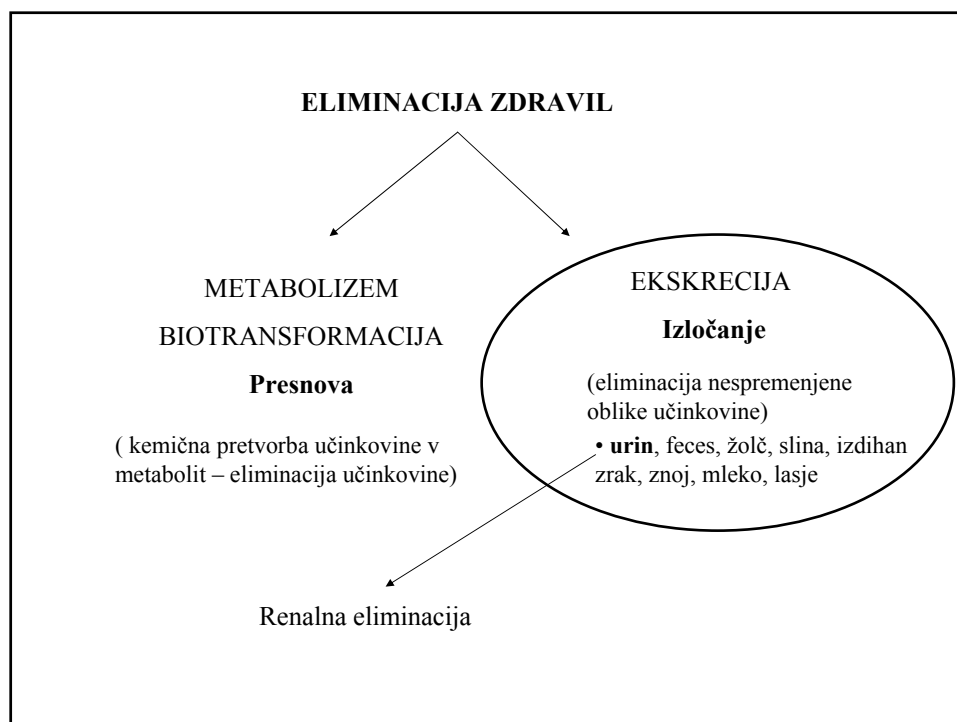 ELIMINACIJA ZDRAVIL
METABOLIZEM
BIOTRANSFORMACIJA
Presnova
( kemična pretvorba učinkovine v
metabolit – eliminacija učinkovine)
EKSKRECIJA
Izločanje
(eliminacija nespremenjene
oblike učinkovine)
• urin, feces, žolč, slina, izdihan
zrak, znoj, mleko, lasje
Renalna eliminacija